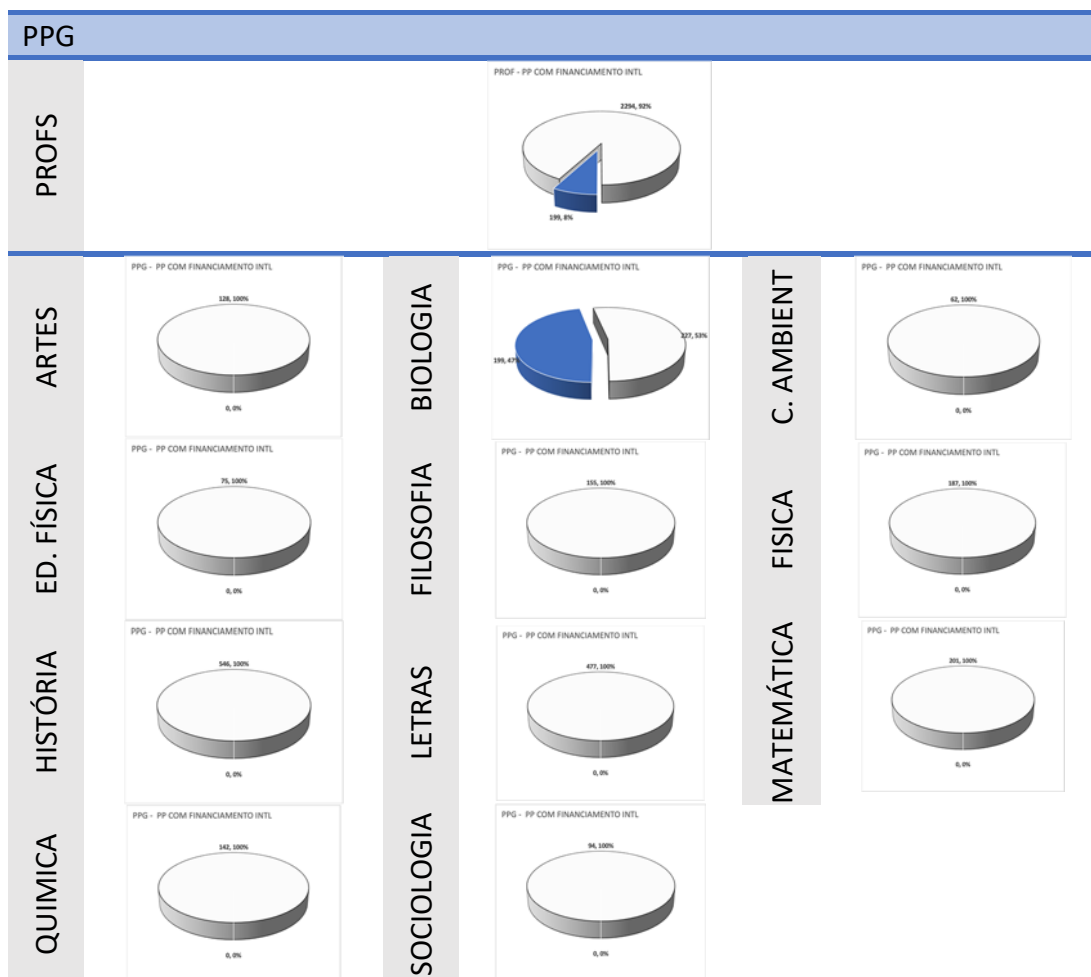 PPG
PROFS
PROF - PP COM FINANCIAMENTO INTL
2294, 92%
199, 8%
ARTES
PPG - PP COM FINANCIAMENTO INTL
128, 100%
0, 0%
BIOLOGIA
PPG - PP COM FINANCIAMENTO INTL
227, 53%
199, 47%
C. AMBIENT
PPG - PP COM FINANCIAMENTO INTL
62, 100%
0, 0%
ED. FÍSICA
PPG - PP COM FINANCIAMENTO INTL
75, 100%
0, 0%
FILOSOFIA
PPG - PP COM FINANCIAMENTO INTL
155, 100%
0, 0%
FISICA
PPG - PP COM FINANCIAMENTO INTL
187, 100%
0, 0%
HISTÓRIA
PPG - PP COM FINANCIAMENTO INTL
546, 100%
0, 0%
LETRAS
PPG - PP COM FINANCIAMENTO INTL
477, 100%
0, 0%
MATEMÁTICA
PPG - PP COM FINANCIAMENTO INTL
201, 100%
0, 0%
QUIMICA
PPG - PP COM FINANCIAMENTO INTL
142, 100%
0, 0%
SOCIOLOGIA
PPG - PP COM FINANCIAMENTO INTL
94, 100%
0, 0%